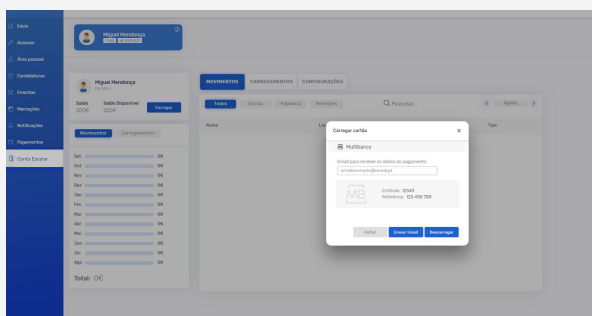 Início
Acessos
Área pessoal
Candidaturas
Ementas
Marcações
Notificações
Pagamentos
Conta Escolar
Miguel Mendonça
Miguel Mendonça
Saldo
200€
Saldo Disponível
200€
Carregar
Movimentos
Carregamentos
Set 0€
Out 0€
Nov 0€
Dez 0€
Jan 0€
Fev 0€
Mar 0€
Abr 0€
Mai 0€
Jun 0€
Jul 0€
Ago 0€
Total: 0€
MOVIMENTOS
CARREGAMENTOS
CONFIGURAÇÕES
Todos
Escola
Papelaria
Refeições
Pesquisar...
Agosto
Nome
Tipo
Carregar cartão
Multibanco
Email para receber os dados do pagamento
MB
Entidade: 12345
Referência: 123 456 789
Voltar
Enviar Email
Descarregar